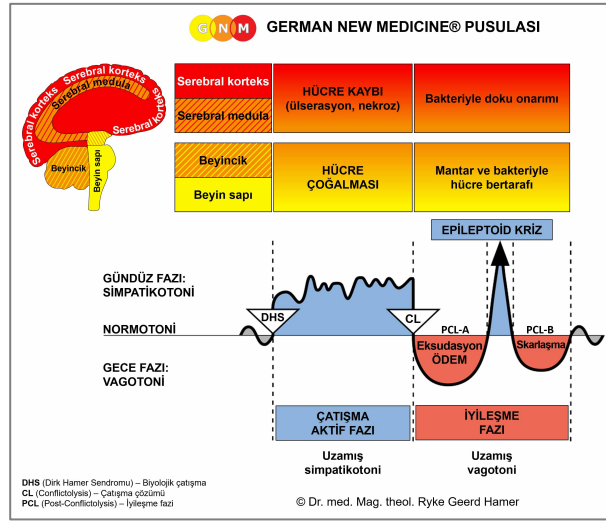 GNM GERMAN NEW MEDICINE® PUSULASI
Serebral korteks
Serebral korteks
Serebral korteks
Serebral medula
Beyincik
Beyin sapı
Serebral korteks
Serebral medula
HÜCRE KAYBI
(ülserasyon, nekroz)
Bakteriyle doku onarımı
Beyincik
Beyin sapı
HÜCRE
ÇOĞALMASI
Mantar ve bakteriyle
hücre bertarafı
EPİLEPTOİD KRİZ
GÜNDÜZ FAZI:
SİMPATİKOTONİ
DHS
CL
NORMOTONİ
PCL-A
PCL-B
Eksudasyon
ÖDEM
Skarlaşma
GECE FAZI:
VAGOTONİ
ÇATIŞMA
AKTİF FAZI
İYİLEŞME
FAZI
Uzamış
simpatikotoni
Uzamış
vagotoni
DHS (Dirk Hamer Sendromu) – Biyolojik çatışma
CL (Conflictolysis) – Çatışma çözümü
PCL (Post-Conflictolysis) – İyileşme fazi
© Dr. med. Mag. theol. Ryke Geerd Hamer